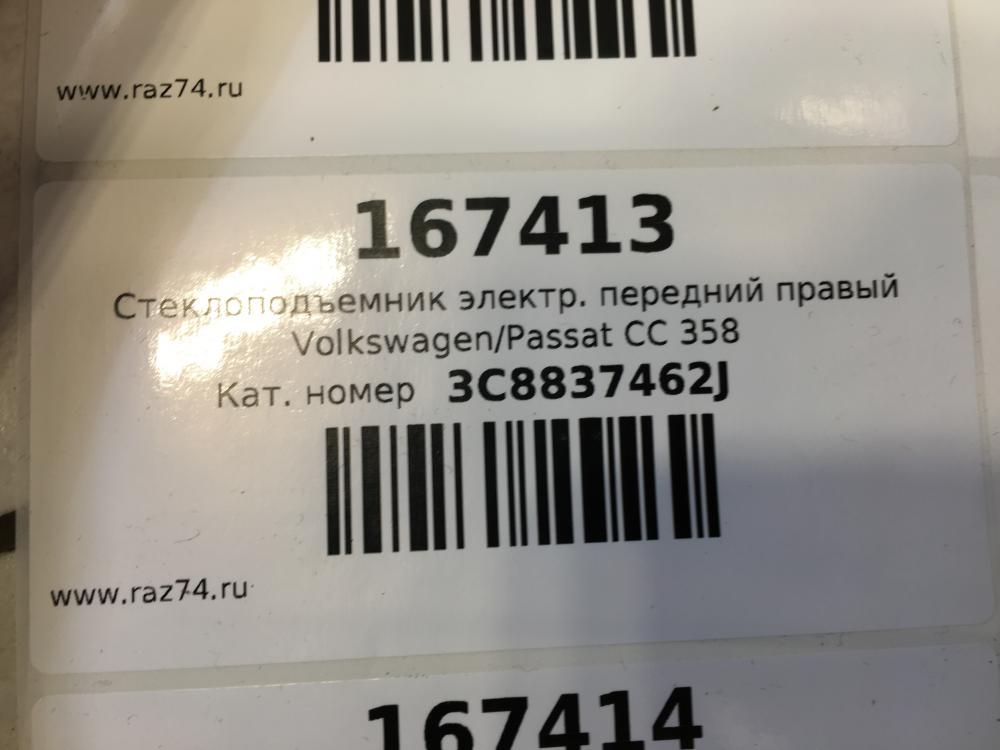 www.raz74.ru
167413
Стеклоподъемник электр. передний правый
Volkswagen/Passat CC 358
Кат. номер 3C8837462J
www.raz74.ru
167414